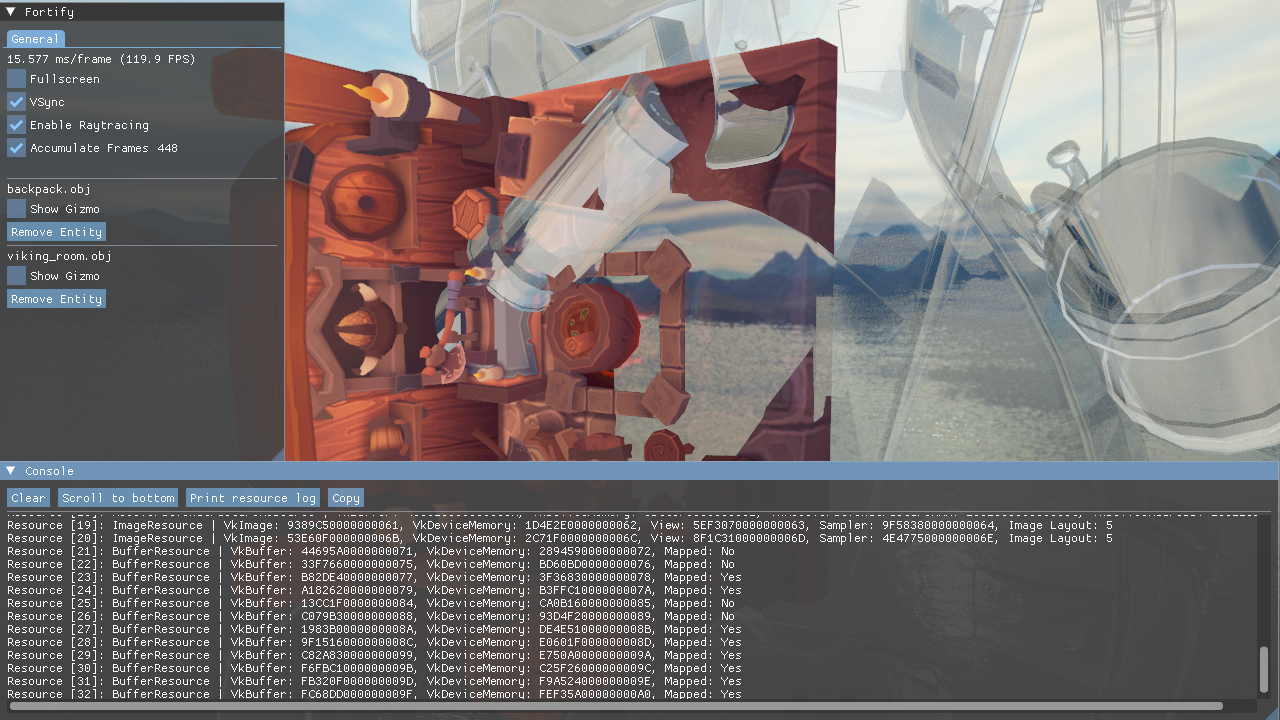 Fortify
General
15.577 ms/frame (119.9 FPS)
Fullscreen
VSync
Enable Raytracing
Accumulate Frames 448
backpack.obj
Show Gizmo
Remove Entity
viking_room.obj
Show Gizmo
Remove Entity
Console
Clear Scroll to bottom Print resource log Copy
Resource [19]: ImageResource | VkImage: 9389C50000000061, VkDeviceMemory: 1D4E2E0000000062, View: 5EF3070000000063, Sampler: 9F58380000000064, Image Layout: 5
Resource [20]: ImageResource | VkImage: 53E60F000000006B, VkDeviceMemory: 2C71F0000000006C, View: 8F1C31000000006D, Sampler: 4E4775000000006E, Image Layout: 5
Resource [21]: BufferResource | VkBuffer: 44695A0000000071, VkDeviceMemory: 2894590000000072, Mapped: No
Resource [22]: BufferResource | VkBuffer: 33F7660000000075, VkDeviceMemory: BD60BD0000000076, Mapped: No
Resource [23]: BufferResource | VkBuffer: B82DE40000000077, VkDeviceMemory: 3F36830000000078, Mapped: Yes
Resource [24]: BufferResource | VkBuffer: A182620000000079, VkDeviceMemory: B3FFC1000000007A, Mapped: Yes
Resource [25]: BufferResource | VkBuffer: 13CC1F0000000084, VkDeviceMemory: CA0B160000000085, Mapped: No
Resource [26]: BufferResource | VkBuffer: C079B30000000088, VkDeviceMemory: 93D4F20000000089, Mapped: No
Resource [27]: BufferResource | VkBuffer: 1983B0000000008A, VkDeviceMemory: DE4E51000000008B, Mapped: Yes
Resource [28]: BufferResource | VkBuffer: 9F1516000000008C, VkDeviceMemory: E0601F000000008D, Mapped: Yes
Resource [29]: BufferResource | VkBuffer: C82A830000000099, VkDeviceMemory: E750A0000000009A, Mapped: Yes
Resource [30]: BufferResource | VkBuffer: F6FBC1000000009B, VkDeviceMemory: C25F26000000009C, Mapped: Yes
Resource [31]: BufferResource | VkBuffer: FB320F000000009D, VkDeviceMemory: F9A524000000009E, Mapped: Yes
Resource [32]: BufferResource | VkBuffer: FC68DD000000009F, VkDeviceMemory: FEF35A00000000A0, Mapped: Yes